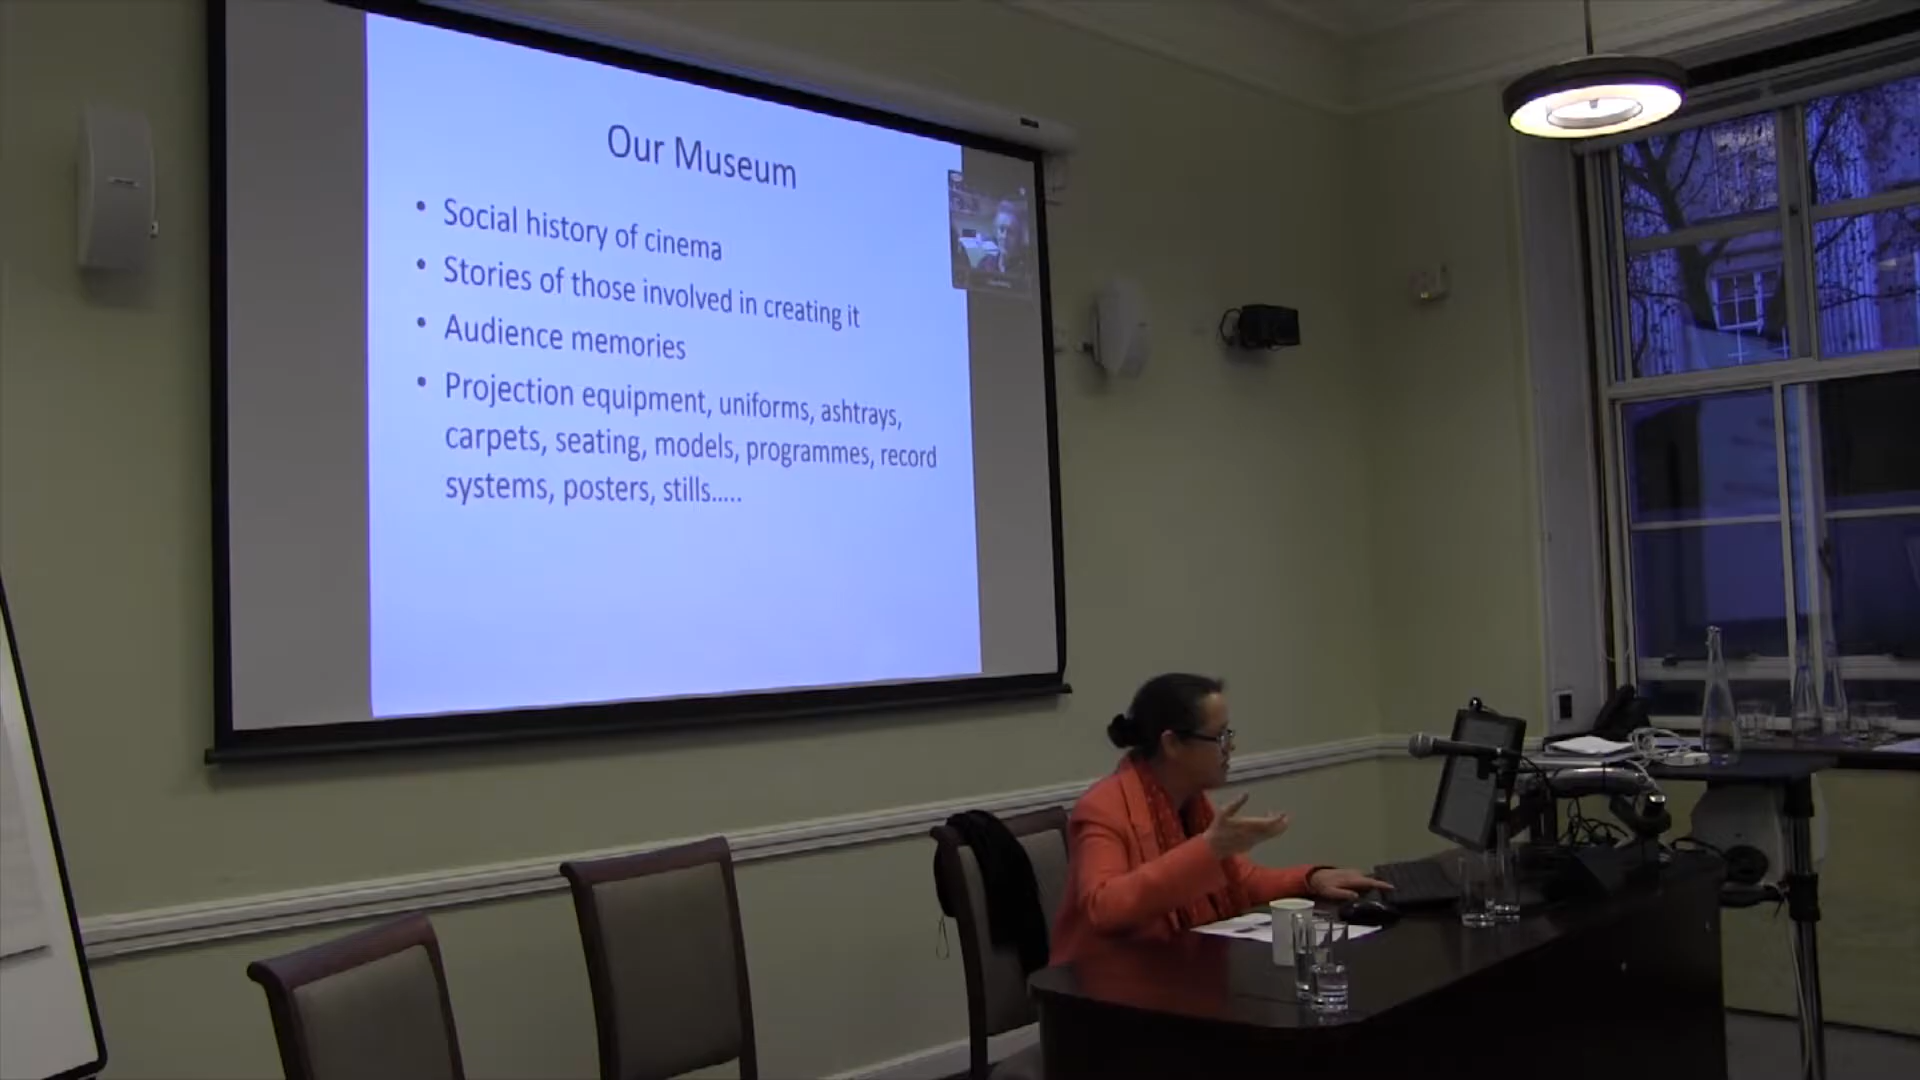 Our Museum
• Social history of cinema
• Stories of those involved in creating it
• Audience memories
• Projection equipment, uniforms, ashtrays,
carpets, seating, models, programmes, record
systems, posters, stills.....